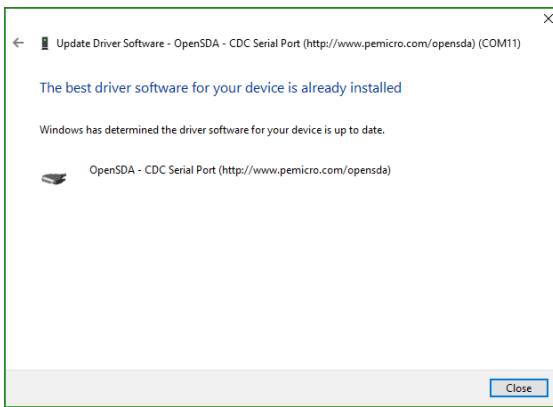 Update Driver Software - OpenSDA - CDC Serial Port (http://www.pemicro.com/opensda) (COM11)
The best driver software for your device is already installed
Windows has determined the driver software for your device is up to date.
OpenSDA - CDC Serial Port (http://www.pemicro.com/opensda)
Close